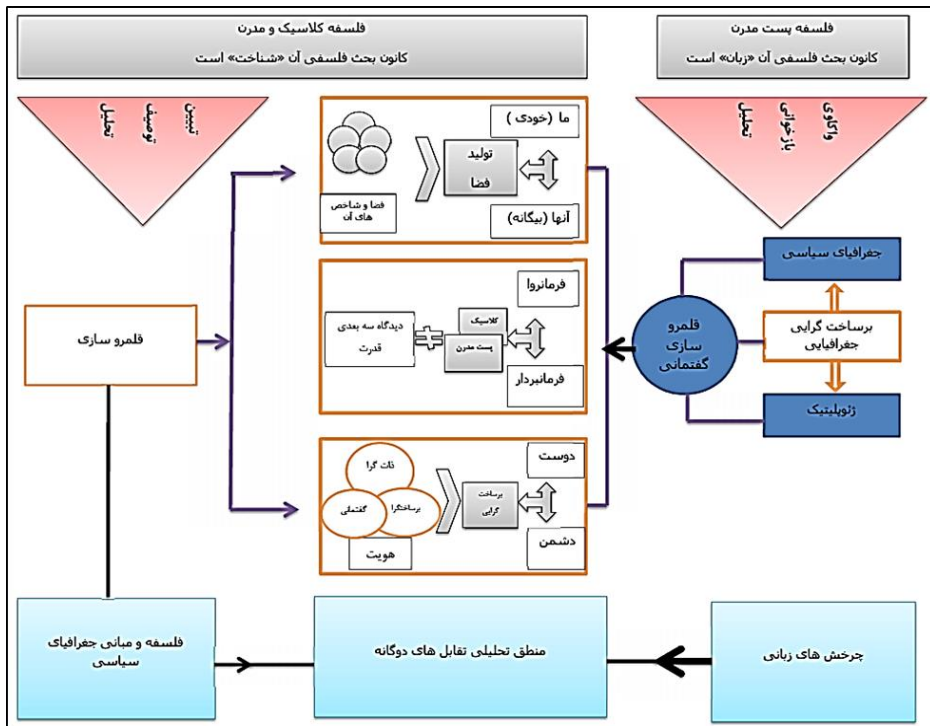 فلسفه پست مدرن
کانون بحث فلسفی آن «زبان» است
فلسفه کلاسیک و مدرن
کانون بحث فلسفی آن «شناخت» است
واکاوی
بازخوانی
تحلیل
تبیین
توصیف
تحلیل
ما (خودی )
تولید
فضا
آنها (بیگانه)
فضا و شاخص
های آن
جغرافیای سیاسی
برساخت گرایی
جغرافیایی
ژئوپلیتیک
قلمرو
سازی
گفتمانی
فرمانروا
کلاسیک
پست مدرن
دیدگاه سه بعدی
قدرت
فرمانبردار
قلمرو سازی
دوست
برساخت
گرایی
دشمن
ذات گرا
برساختگرا
گفتمانی
هویت
چرخش های زبانی
منطق تحلیلی تقابل های دوگانه
فلسفه و مبانی جغرافیای
سیاسی